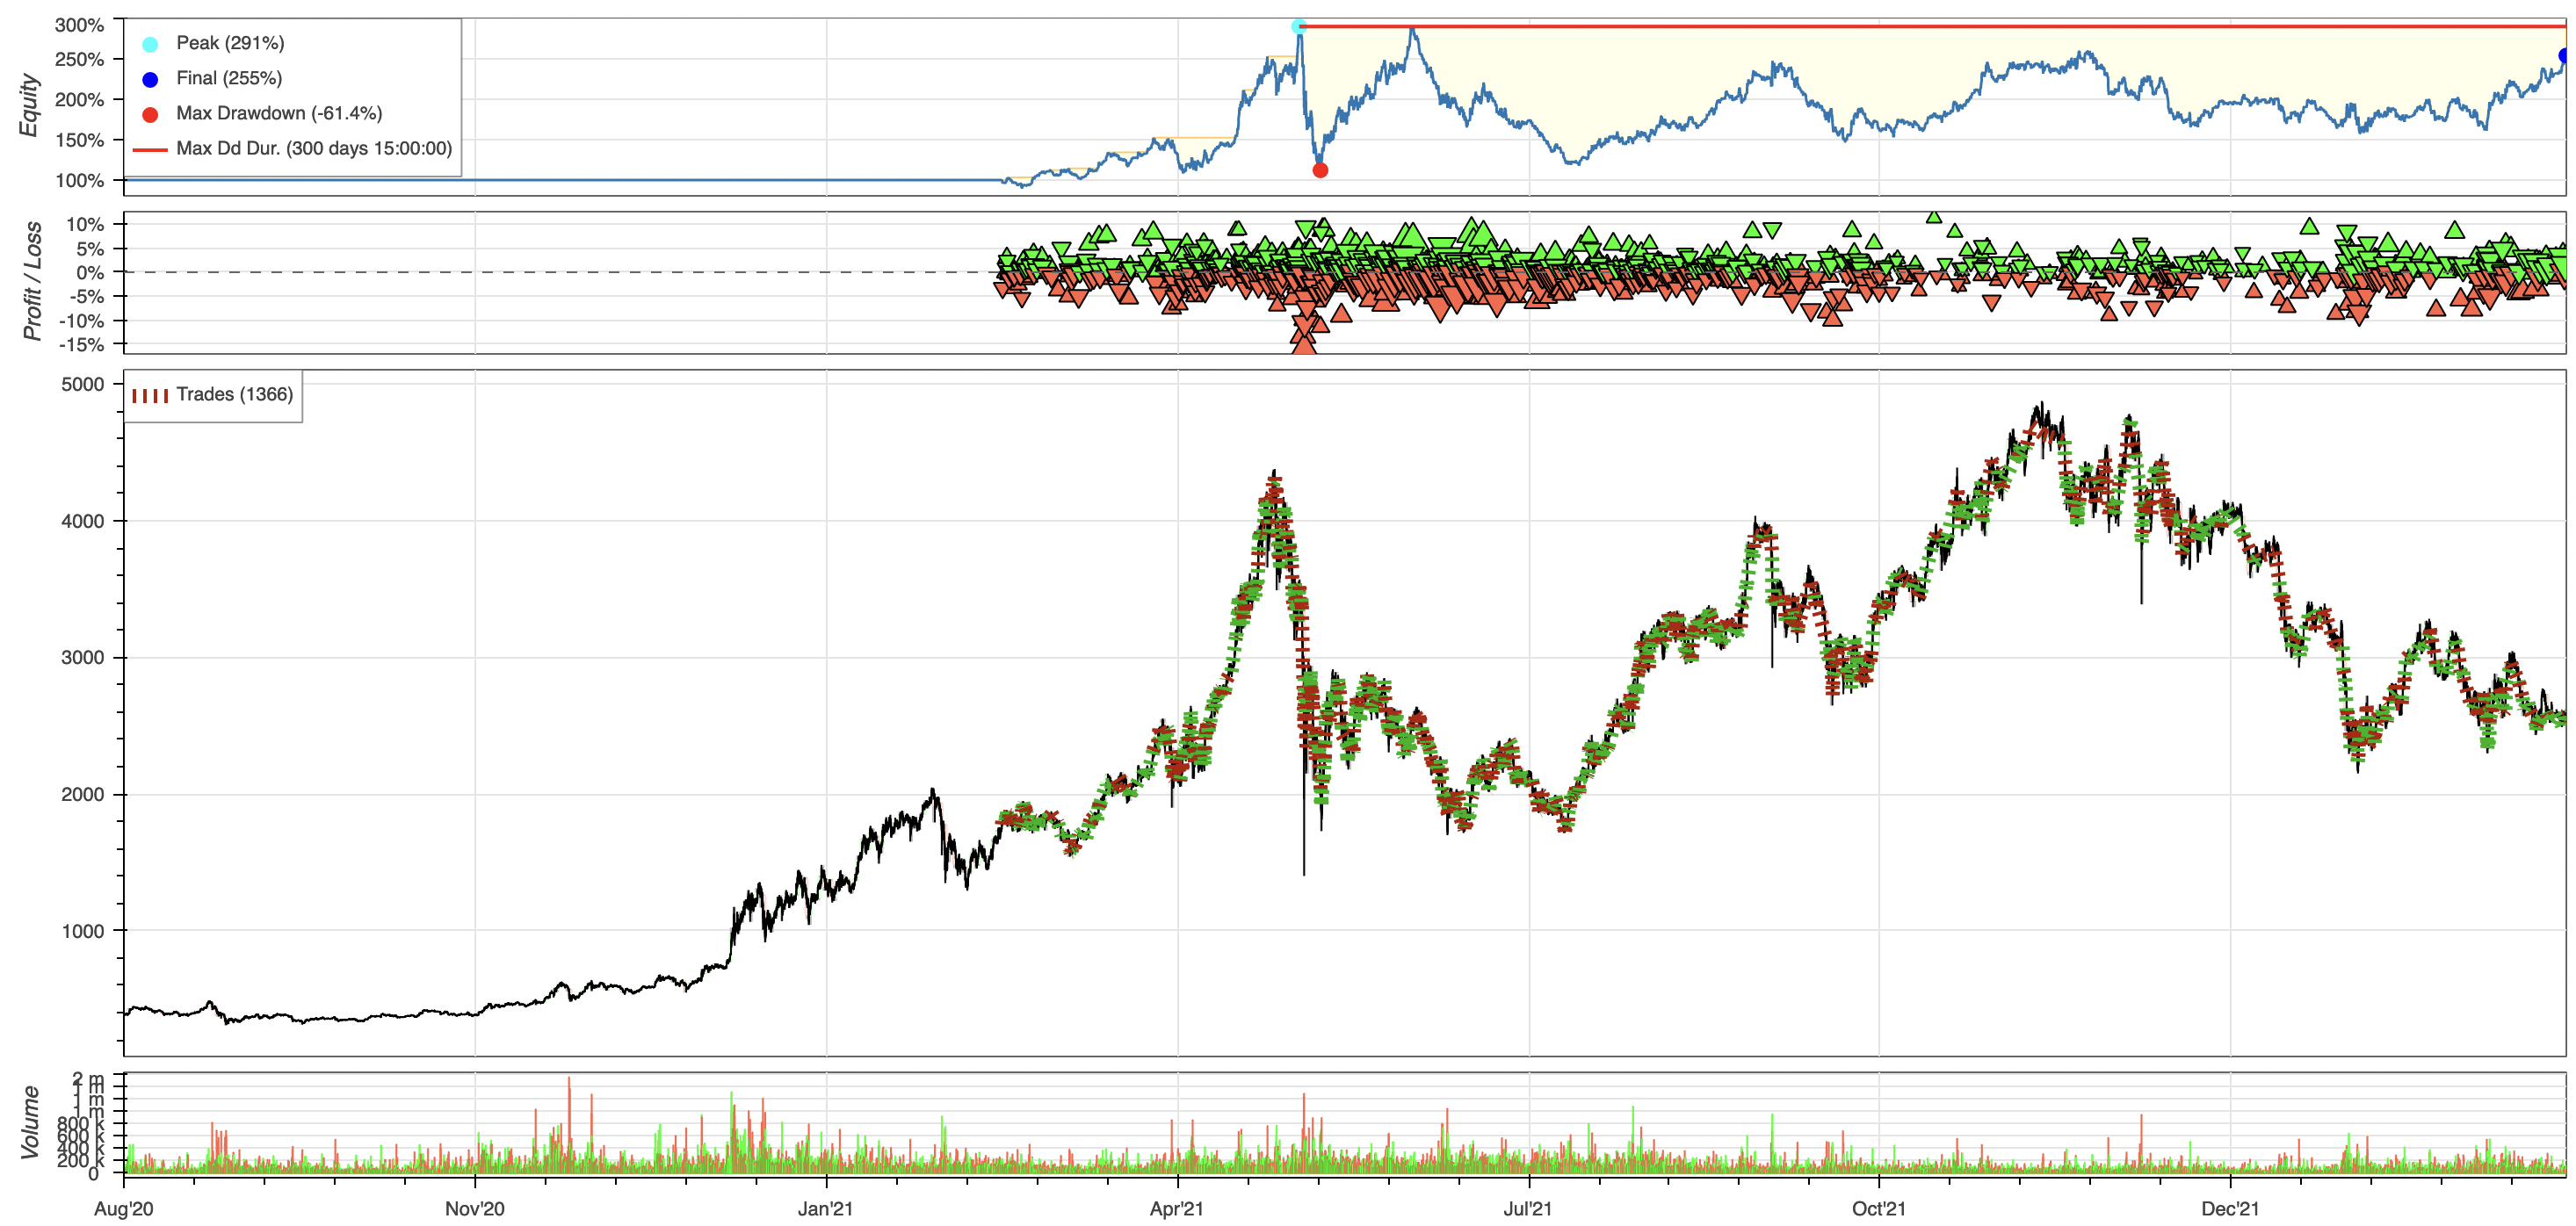 Equity
300%
250%
200%
150%
100%
Peak (291%)
Final (255%)
Max Drawdown (-61.4%)
Max Dd Dur. (300 days 15:00:00)
Profit / Loss
10%
5%
0%
-5%
-10%
-15%
Trades (1366)
5000
4000
3000
2000
1000
Volume
2 m
1 m
1 m
1 m
800 k
600 k
400 k
200 k
0
Aug'20
Nov'20
Jan'21
Apr'21
Jul'21
Oct'21
Dec'21